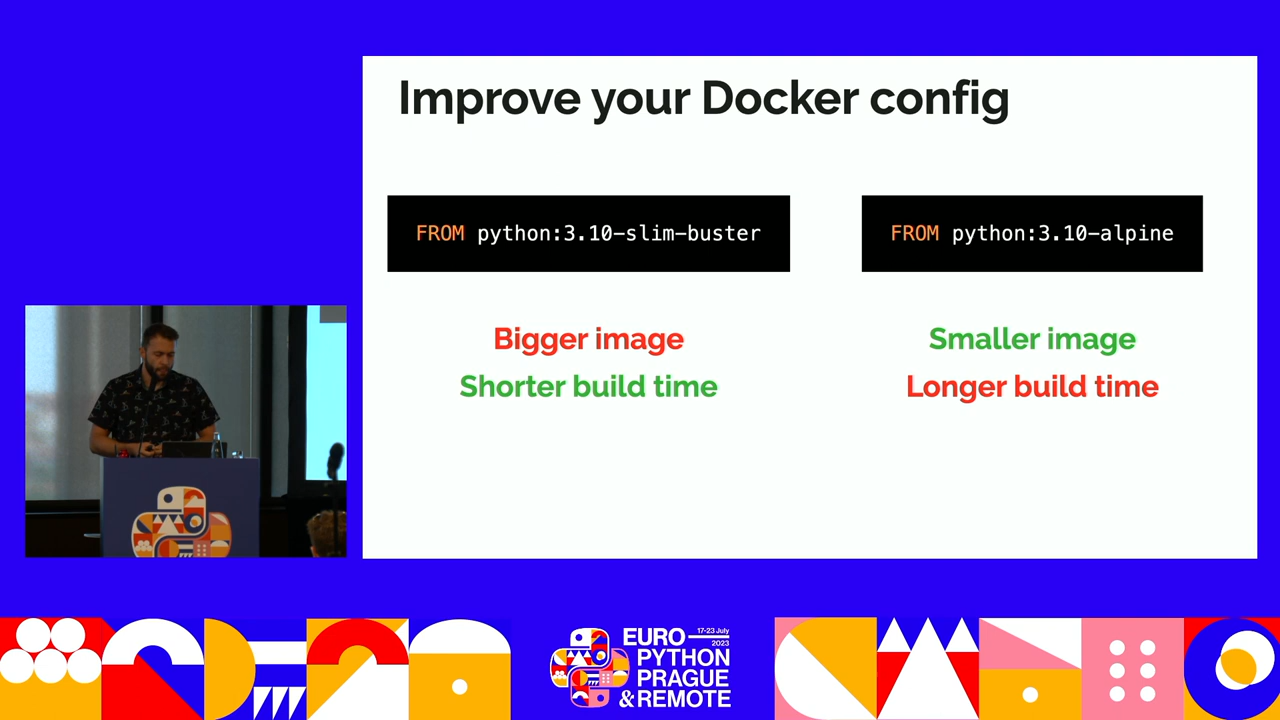 Improve your Docker config
FROM python:3.10-slim-buster
FROM python:3.10-alpine
Bigger image
Shorter build time
Smaller image
Longer build time
EURO
17-23 July
2023
PYTHON
PRAGUE
& REMOTE